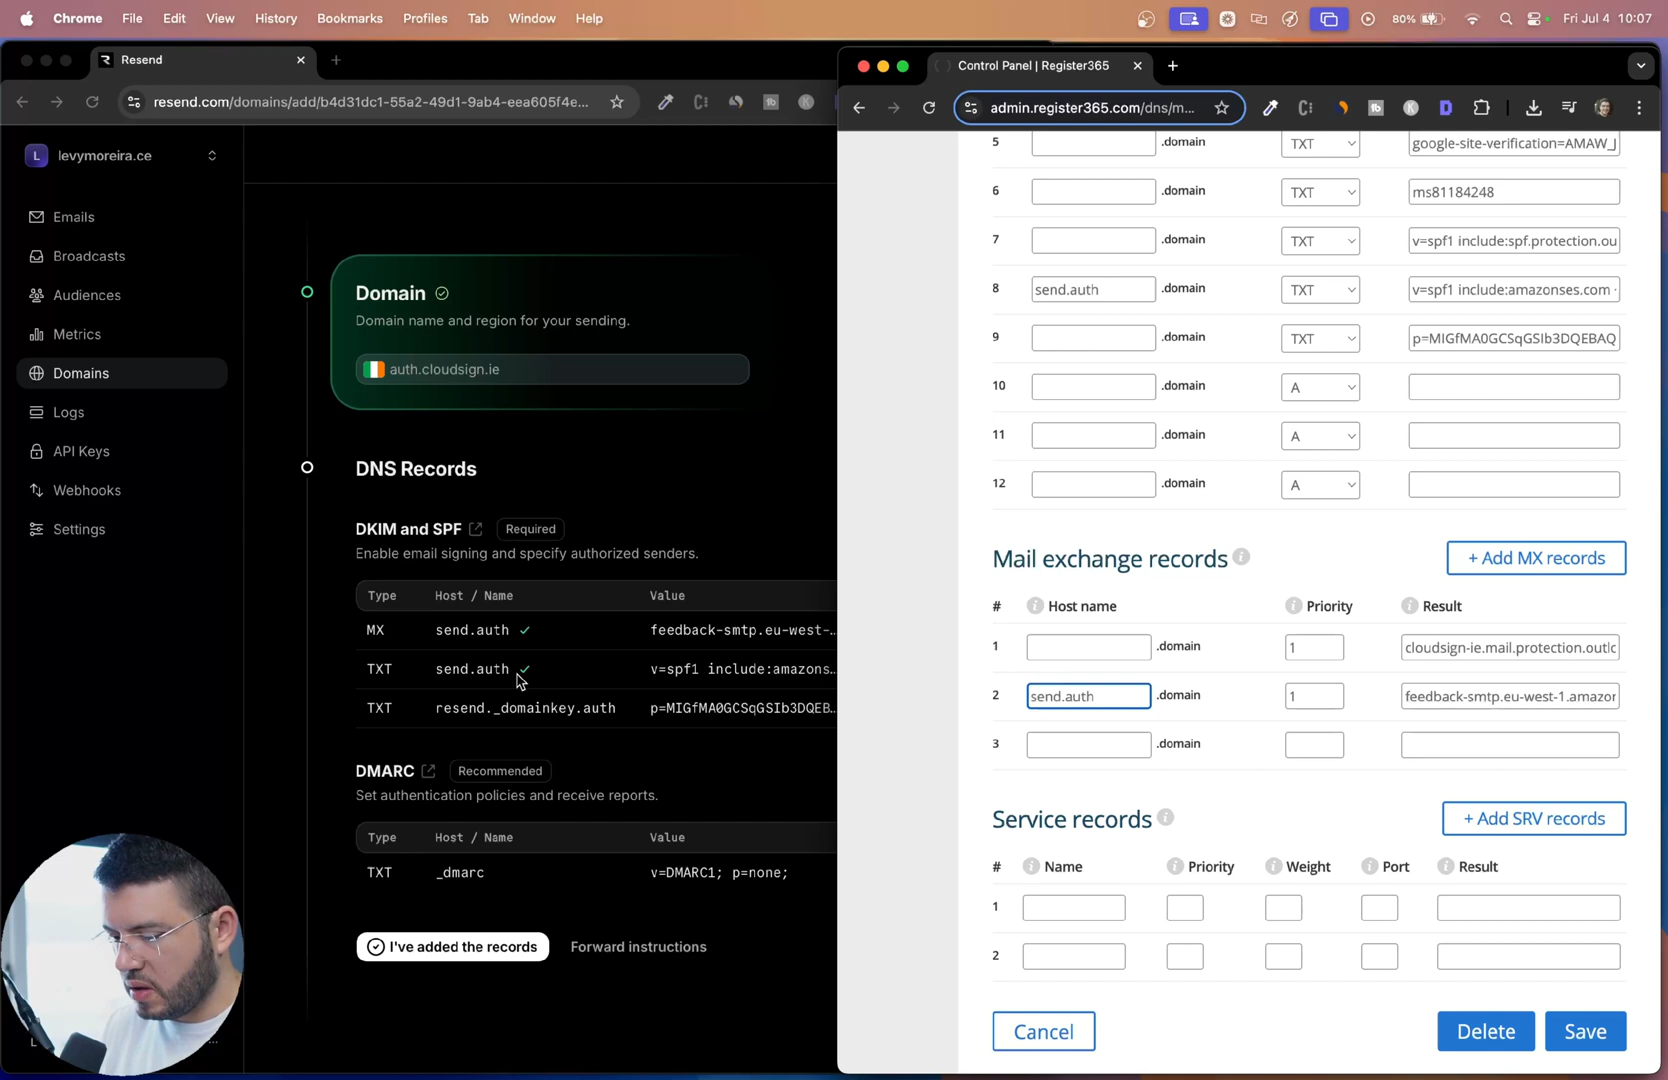 Chrome File Edit View History Bookmarks Profiles Tab Window Help 80% Fri Jul 4 10:07
Resend
resend.com/domains/add/b4d31dc1-55a2-49d1-9ab4-eea605f4e...
L levymoreira.ce
Emails
Broadcasts
Audiences
Metrics
Domains
Logs
API Keys
Webhooks
Settings
Domain
Domain name and region for your sending.
auth.cloudsign.ie
DNS Records
DKIM and SPF Required
Enable email signing and specify authorized senders.
Type Host / Name Value
MX send.auth feedback-smtp.eu-west-...
TXT send.auth v=spf1 include:amazons...
TXT resend._domainkey.auth p=MIGfMA0GCSqGSIb3DQEB...
DMARC Recommended
Set authentication policies and receive reports.
Type Host / Name Value
TXT _dmarc v=DMARC1; p=none;
I've added the records Forward instructions
Control Panel | Register365
admin.register365.com/dns/m...
5 .domain TXT google-site-verification=AMAW_J
6 .domain TXT ms81184248
7 .domain TXT v=spf1 include:spf.protection.ou
8 send.auth .domain TXT v=spf1 include:amazonses.com
9 .domain TXT p=MIGfMA0GCSqGSIb3DQEBAQ
10 .domain A
11 .domain A
12 .domain A
Mail exchange records + Add MX records
# Host name Priority Result
1 .domain 1 cloudsign-ie.mail.protection.outlo
2 send.auth .domain 1 feedback-smtp.eu-west-1.amazor
3 .domain
Service records + Add SRV records
# Name Priority Weight Port Result
1
2
Cancel Delete Save